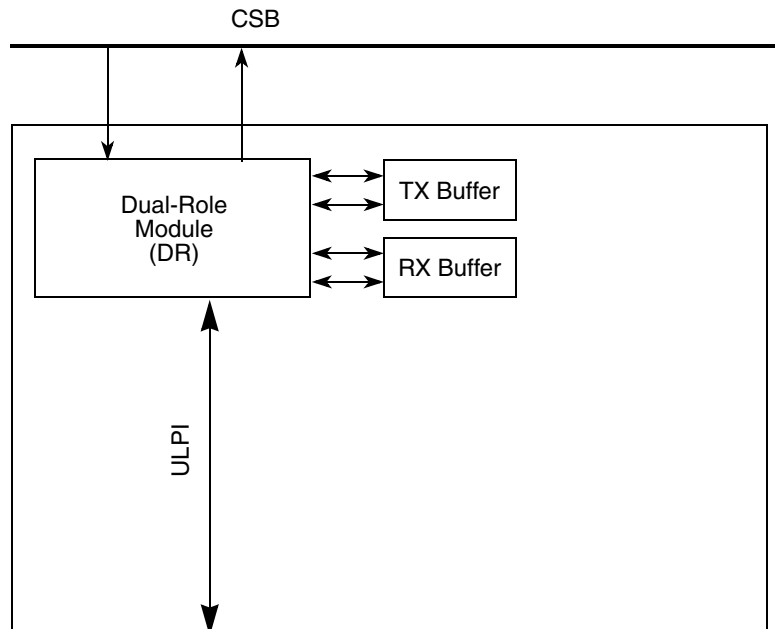 CSB
Dual-Role
Module
(DR)
TX Buffer
RX Buffer
ULPI